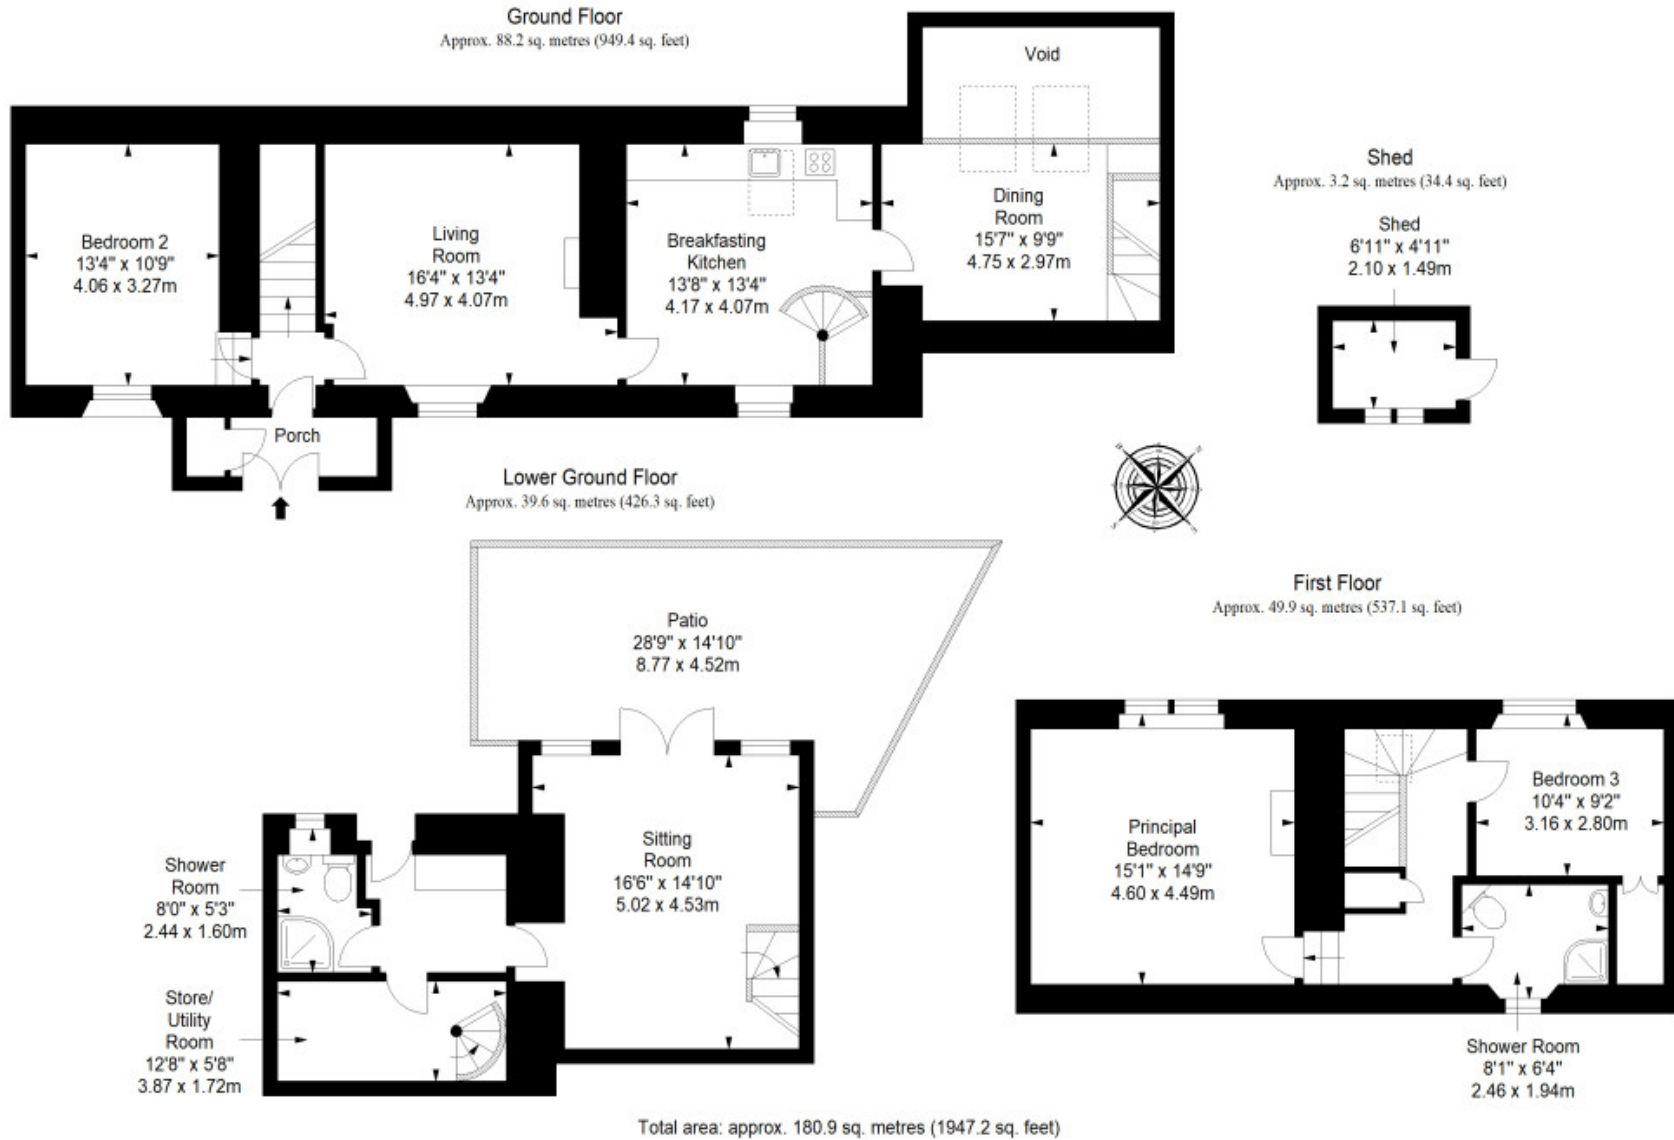 Ground Floor
Approx. 88.2 sq. metres (949.4 sq. feet)
Void
Bedroom 2
13'4" x 10'9"
4.06 x 3.27m
Living
Room
16'4" x 13'4"
4.97 x 4.07m
Breakfasting
Kitchen
13'8" x 13'4"
4.17 x 4.07m
Dining
Room
15'7" x 9'9"
4.75 x 2.97m
Porch
Shed
Approx. 3.2 sq. metres (34.4 sq. feet)
Shed
6'11" x 4'11"
2.10 x 1.49m
Lower Ground Floor
Approx. 39.6 sq. metres (426.3 sq. feet)
Patio
28'9" x 14'10"
8.77 x 4.52m
Sitting
Room
16'6" x 14'10"
5.02 x 4.53m
Shower
Room
8'0" x 5'3"
2.44 x 1.60m
Store/
Utility
Room
12'8" x 5'8"
3.87 x 1.72m
First Floor
Approx. 49.9 sq. metres (537.1 sq. feet)
Principal
Bedroom
15'1" x 14'9"
4.60 x 4.49m
Bedroom 3
10'4" x 9'2"
3.16 x 2.80m
Shower Room
8'1" x 6'4"
2.46 x 1.94m
Total area: approx. 180.9 sq. metres (1947.2 sq. feet)